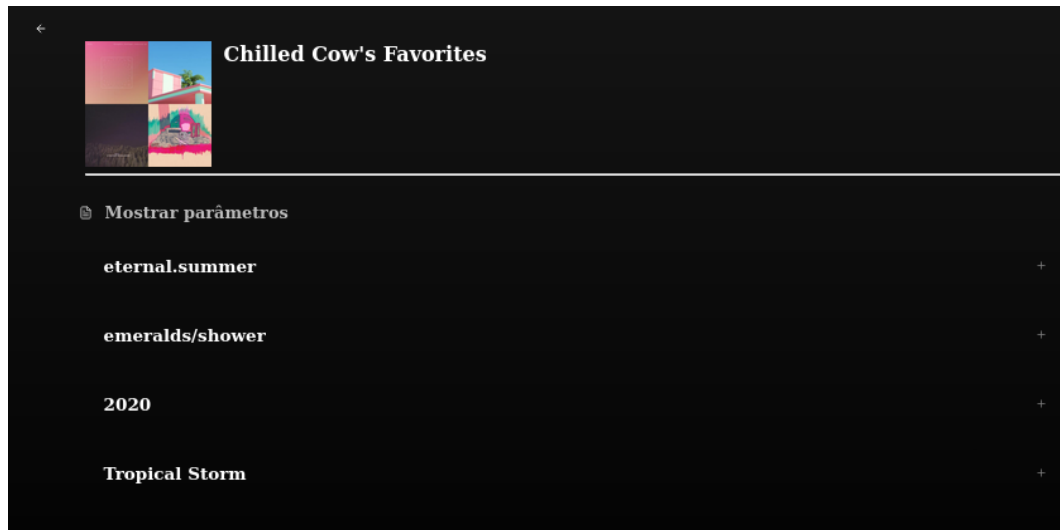 Chilled Cow's Favorites
Mostrar parâmetros
eternal.summer
+
emeralds/shower
+
2020
+
Tropical Storm
+